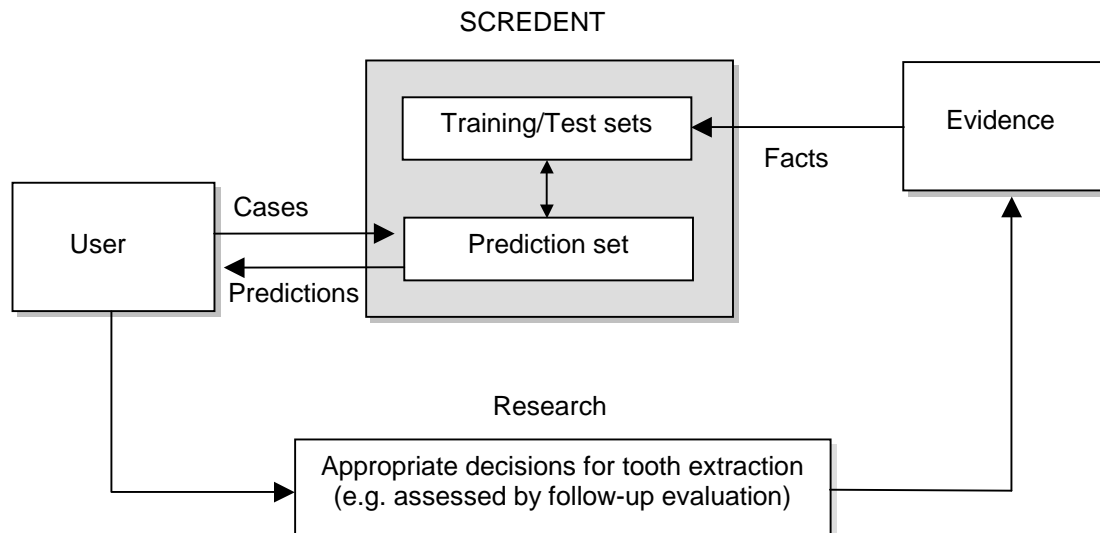 SCREDENT
Training/Test sets
Evidence
Facts
Cases
User
Prediction set
Predictions
Research
Appropriate decisions for tooth extraction
(e.g. assessed by follow-up evaluation)